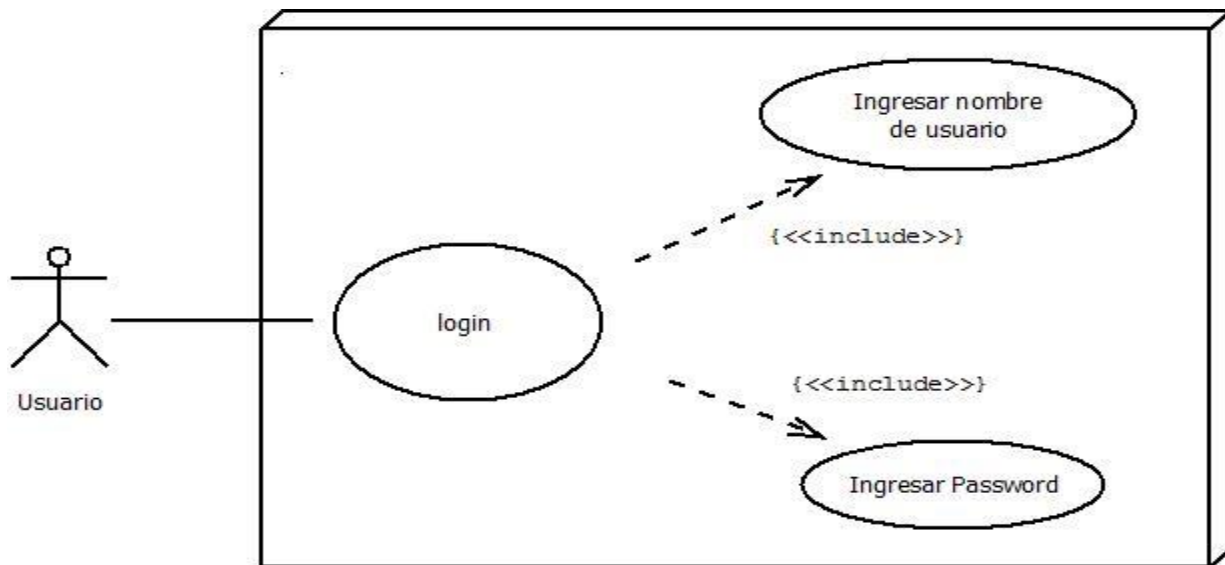 Ingresar nombre
de usuario
{<<include>>}
login
{<<include>>}
Usuario
Ingresar Password